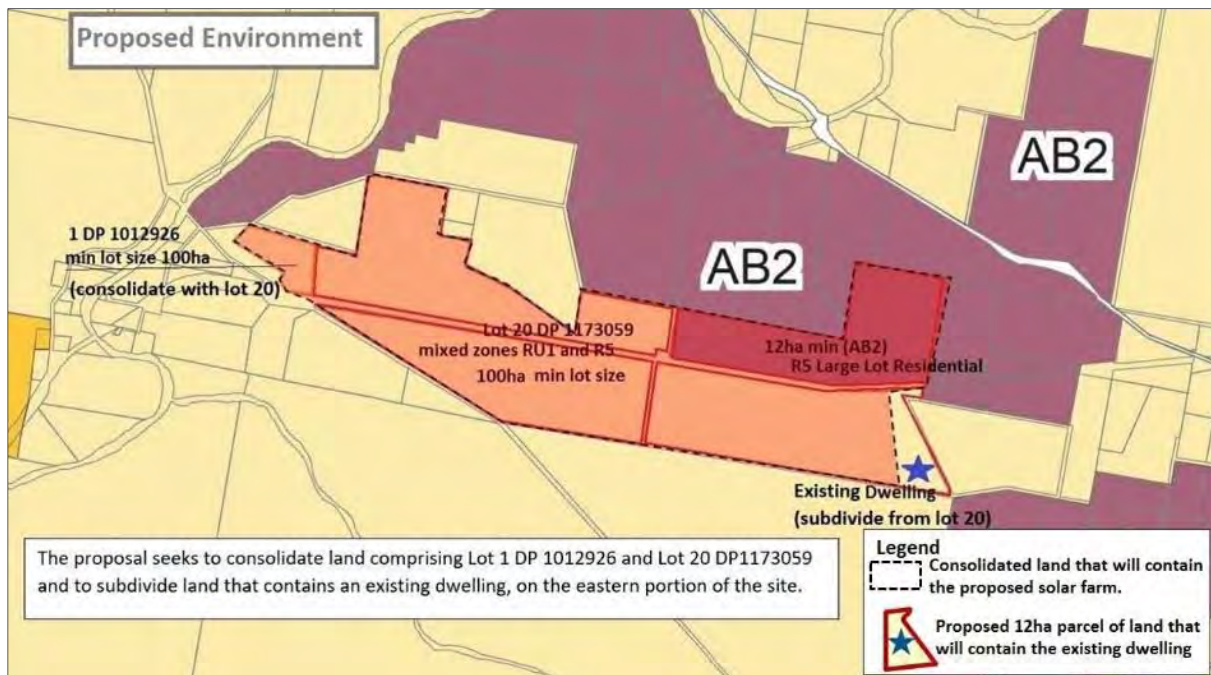 Proposed Environment
AB2
1 DP 1012926
min lot size 100ha
(consolidate with lot 20)
AB2
Lot 20 DP 1173059
mixed zones RU1 and R5
100ha min lot size
12ha min (AB2)
R5 Large Lot Residential
Existing Dwelling
(subdivide from lot 20)
The proposal seeks to consolidate land comprising Lot 1 DP 1012926 and Lot 20 DP1173059
and to subdivide land that contains an existing dwelling, on the eastern portion of the site.
Legend
Consolidated land that will contain
the proposed solar farm.
Proposed 12ha parcel of land that
will contain the existing dwelling